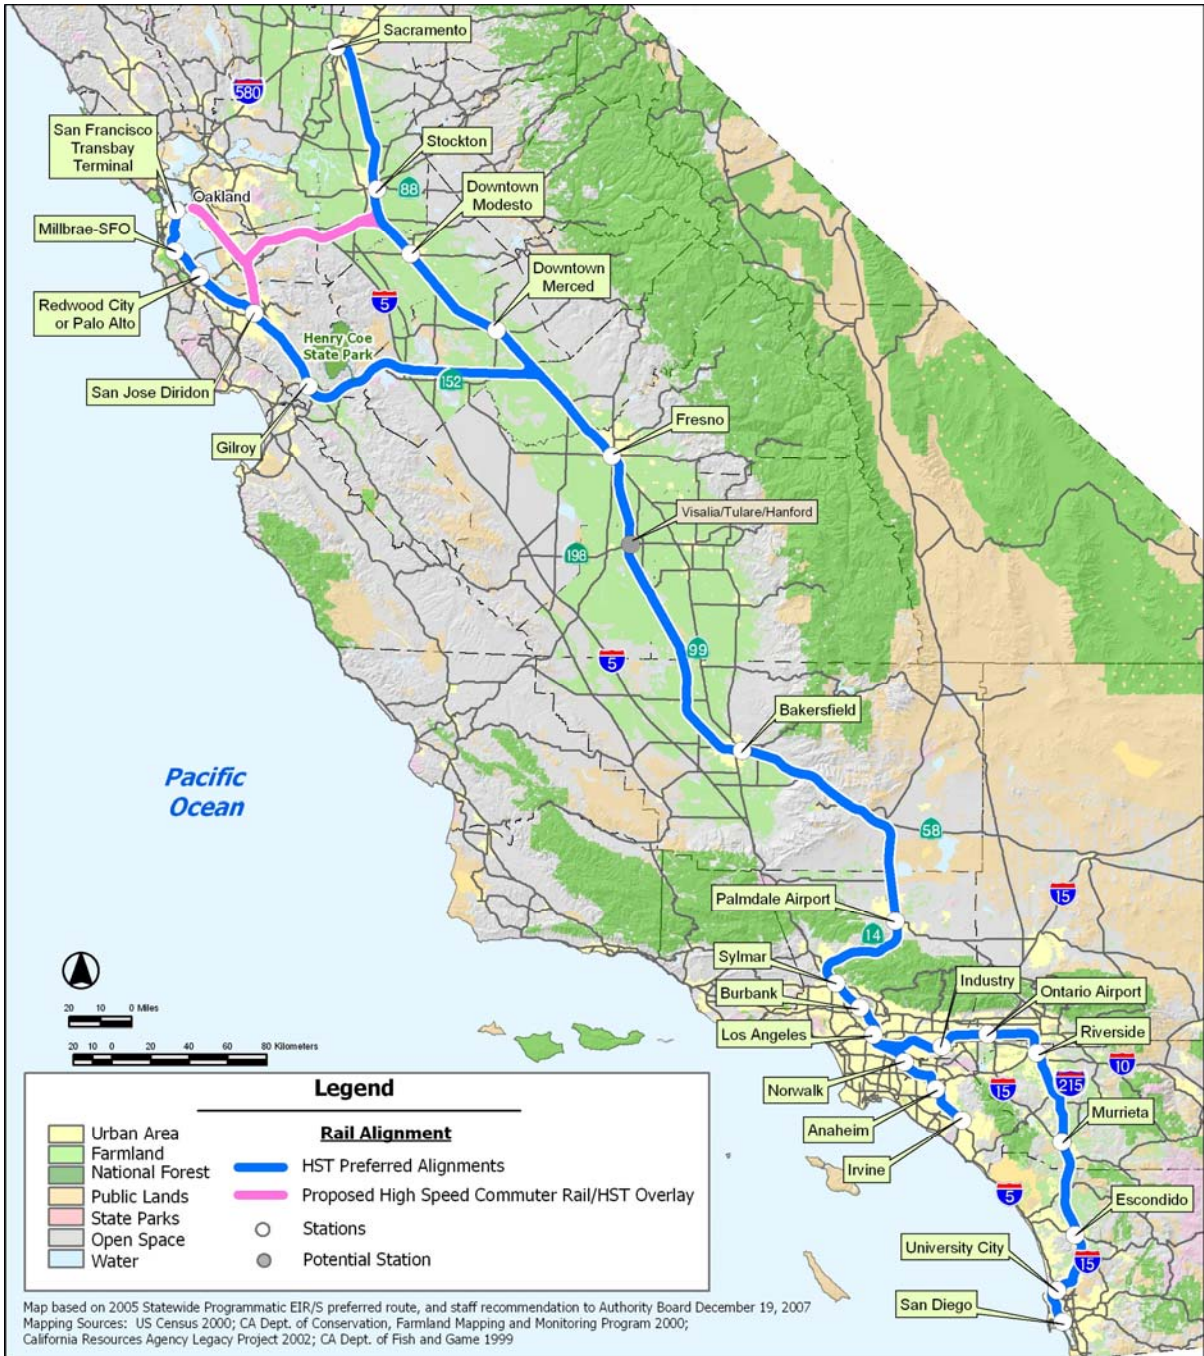 Sacramento
580
San Francisco
Transbay
Terminal
Stockton
88
Oakland
Downtown
Modesto
Millbrae-SFO
Downtown
Merced
Redwood City
or Palo Alto
5
Henry Coe
State Park
152
San Jose Diridon
Fresno
Gilroy
Visalia/Tulare/Hanford
198
99
5
Bakersfield
Pacific
Ocean
58
15
Palmdale Airport
14
Sylmar
Industry
Ontario Airport
Burbank
Los Angeles
Riverside
10
Norwalk
15
215
Murrieta
Anaheim
Irvine
5
Escondido
University City
15
San Diego
20 10 0 Miles
20 10 0 20 40 60 80 Kilometers
Legend
Urban Area
Farmland
National Forest
Public Lands
State Parks
Open Space
Water
Rail Alignment
HST Preferred Alignments
Proposed High Speed Commuter Rail/HST Overlay
Stations
Potential Station
Map based on 2005 Statewide Programmatic EIR/S preferred route, and staff recommendation to Authority Board December 19, 2007
Mapping Sources: US Census 2000; CA Dept. of Conservation, Farmland Mapping and Monitoring Program 2000;
California Resources Agency Legacy Project 2002; CA Dept. of Fish and Game 1999